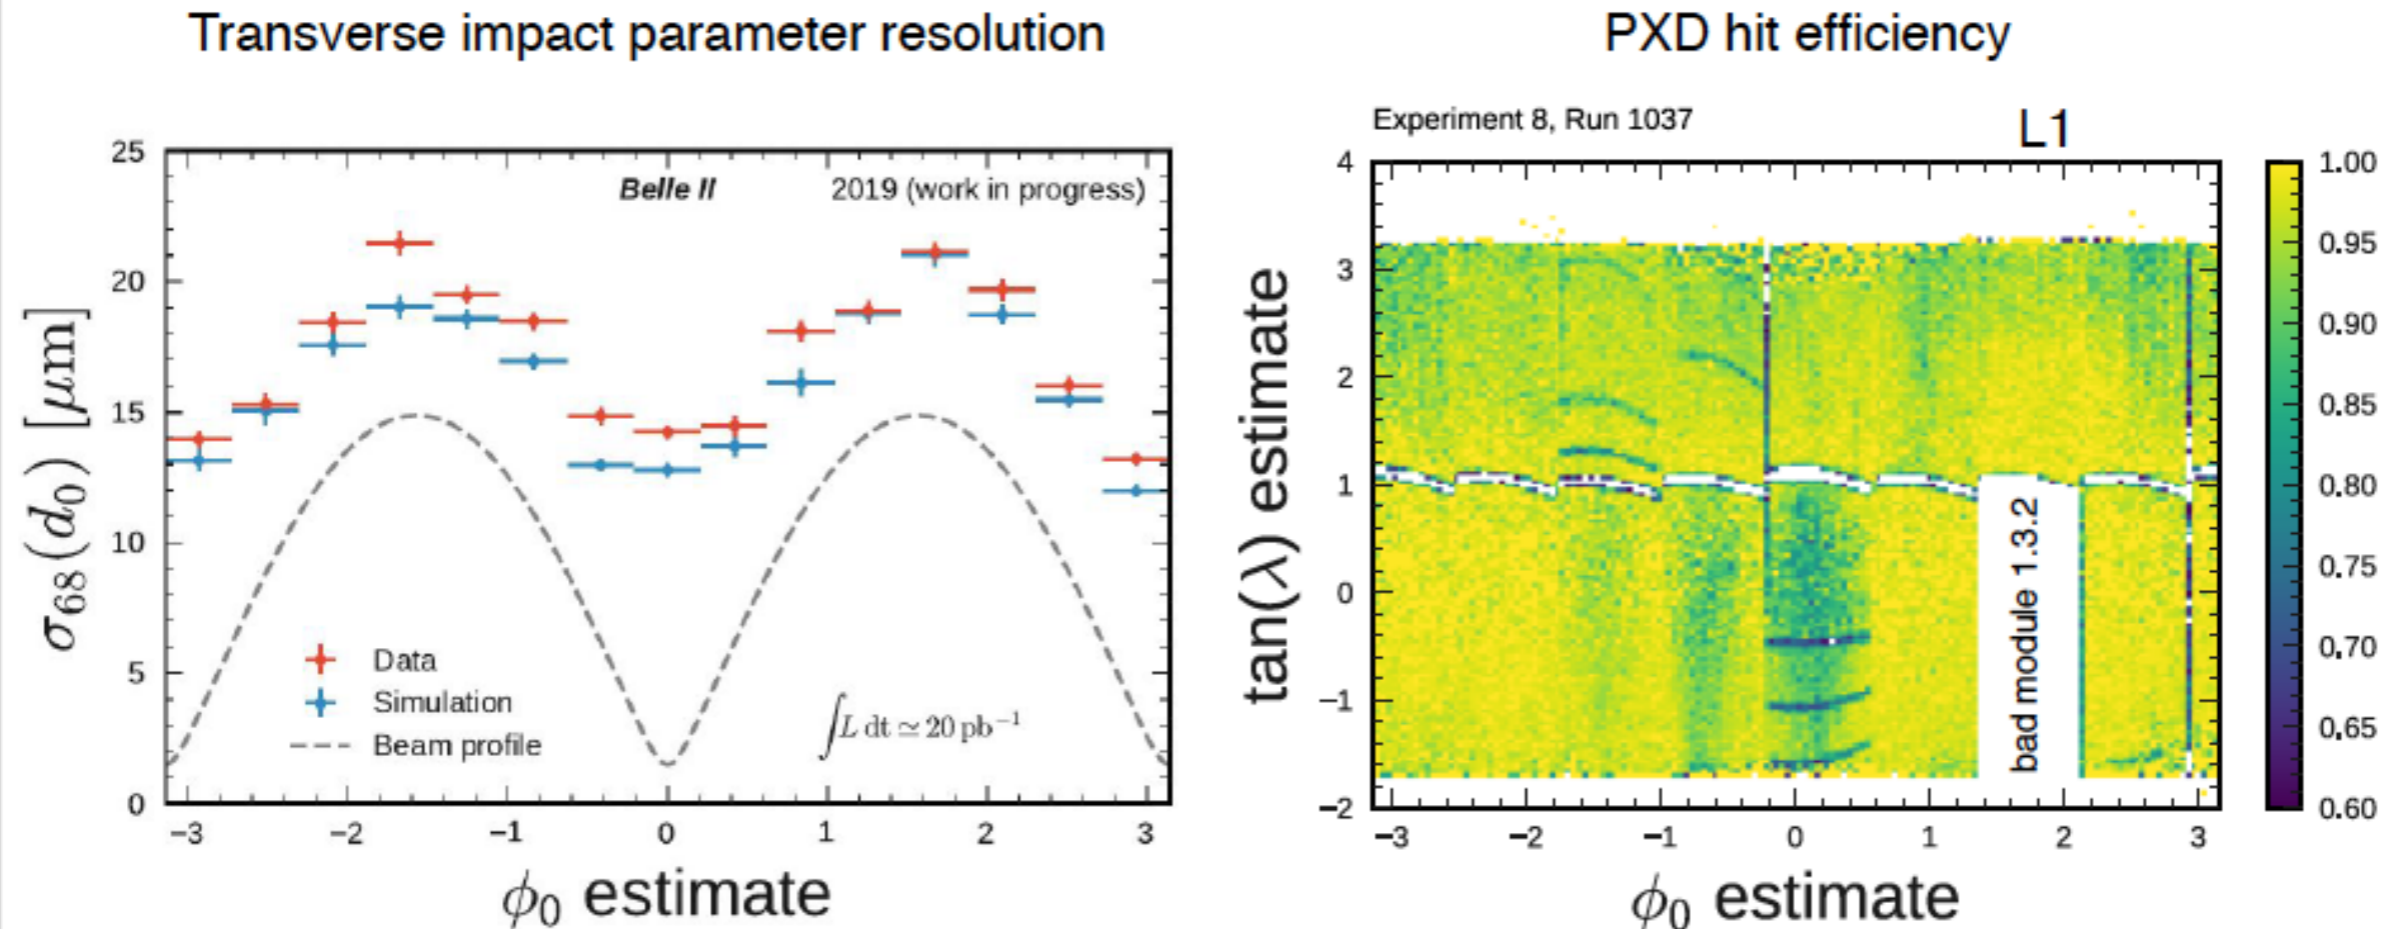 Transverse impact parameter resolution
25
20
15
10
5
0
σ68(d0) [μm]
Belle II
2019 (work in progress)
Data
Simulation
Beam profile
∫L dt ≃ 20 pb−1
−3 −2 −1 0 1 2 3
ϕ0 estimate
PXD hit efficiency
Experiment 8, Run 1037
L1
4
3
2
1
0
−1
−2
tan(λ) estimate
bad module 1.3.2
−3 −2 −1 0 1 2 3
ϕ0 estimate
1.00
0.95
0.90
0.85
0.80
0.75
0.70
0.65
0.60